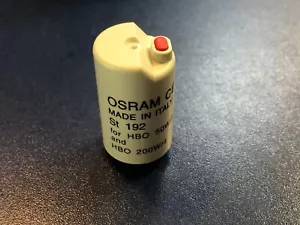 OSRAM
MADE IN ITALY
St 192
for HBO 50W
and
HBO 200W